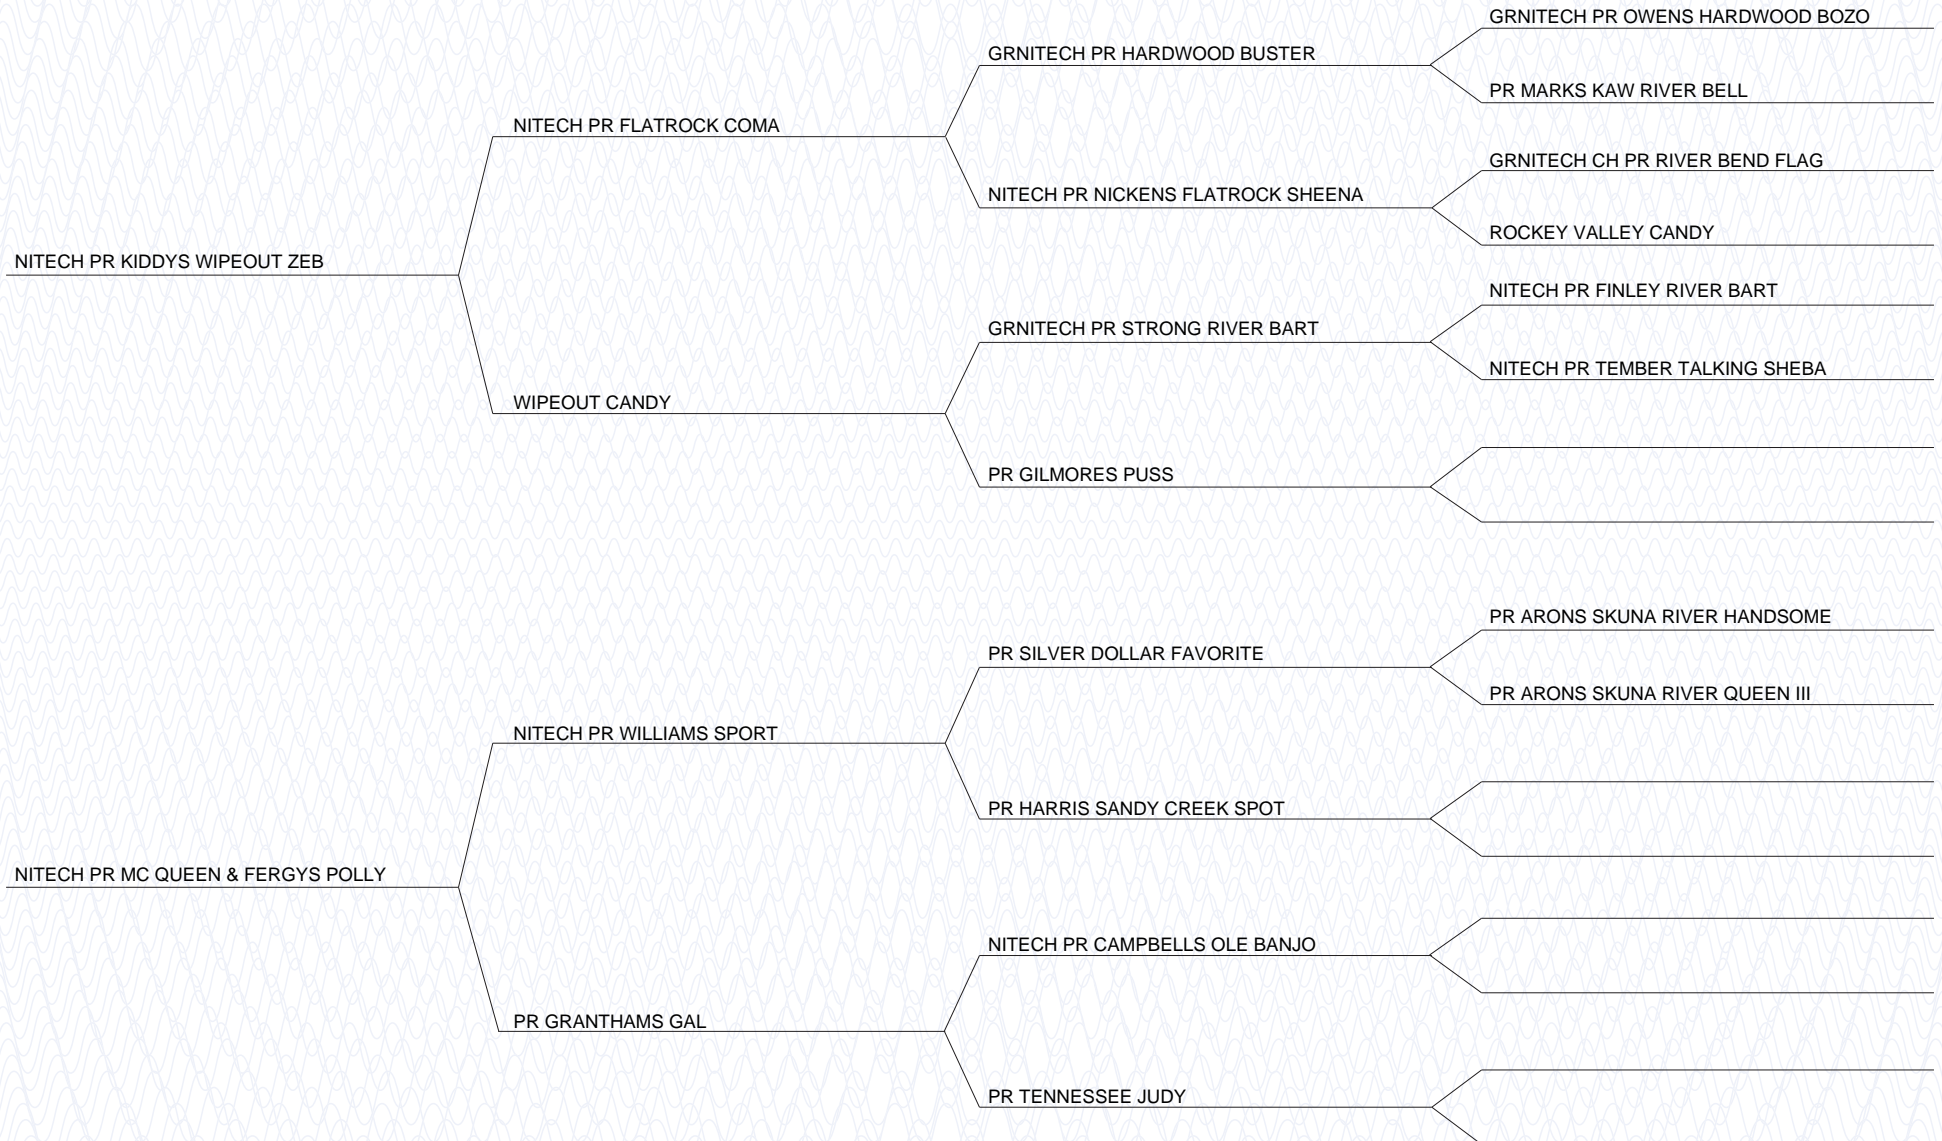 GRNITECH PR OWENS HARDWOOD BOZO
GRNITECH PR HARDWOOD BUSTER
PR MARKS KAW RIVER BELL
NITECH PR FLATROCK COMA
GRNITECH CH PR RIVER BEND FLAG
NITECH PR NICKENS FLATROCK SHEENA
ROCKEY VALLEY CANDY
NITECH PR KIDDYS WIPEOUT ZEB
NITECH PR FINLEY RIVER BART
GRNITECH PR STRONG RIVER BART
NITECH PR TEMBER TALKING SHEBA
WIPEOUT CANDY
PR GILMORES PUSS
PR ARONS SKUNA RIVER HANDSOME
PR SILVER DOLLAR FAVORITE
PR ARONS SKUNA RIVER QUEEN III
NITECH PR WILLIAMS SPORT
PR HARRIS SANDY CREEK SPOT
NITECH PR MC QUEEN & FERGYS POLLY
NITECH PR CAMPBELLS OLE BANJO
PR GRANTHAMS GAL
PR TENNESSEE JUDY